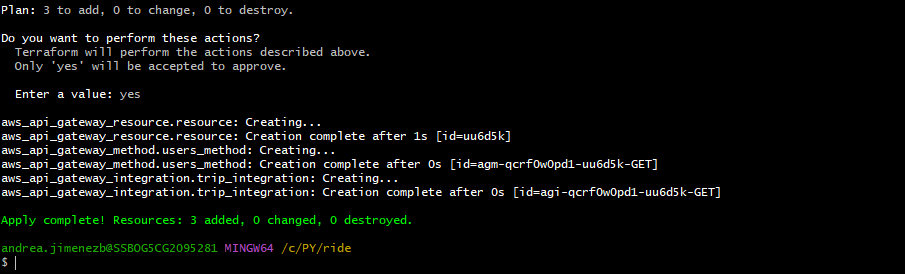 Plan: 3 to add, 0 to change, 0 to destroy.
Do you want to perform these actions?
Terraform will perform the actions described above.
Only 'yes' will be accepted to approve.
Enter a value: yes
aws_api_gateway_resource.resource: Creating...
aws_api_gateway_resource.resource: Creation complete after 1s [id=uu6d5k]
aws_api_gateway_method.users_method: Creating...
aws_api_gateway_method.users_method: Creation complete after 0s [id=agm-qcrf0w0pd1-uu6d5k-GET]
aws_api_gateway_integration.trip_integration: Creating...
aws_api_gateway_integration.trip_integration: Creation complete after 0s [id=agi-qcrf0w0pd1-uu6d5k-GET]
Apply complete! Resources: 3 added, 0 changed, 0 destroyed.
andrea.jimenezb@SSBOG5CG2095281 MINGW64 /c/PY/ride
$